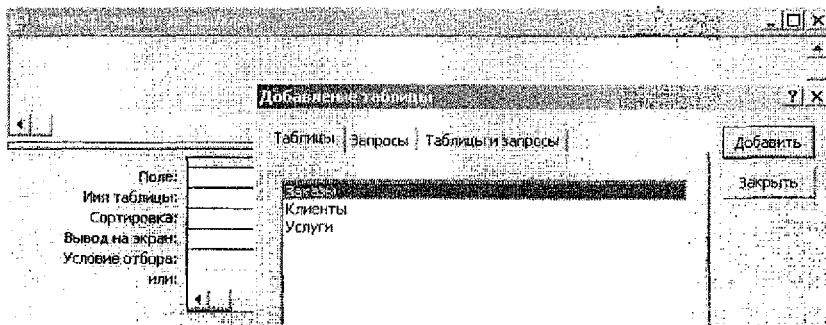 Добавление таблицы
Таблицы
Запросы
Таблицы и запросы
Добавить
Закрыть
Заказы
Клиенты
Услуги
Поле:
Имя таблицы:
Сортировка:
Вывод на экран:
Условие отбора:
или: